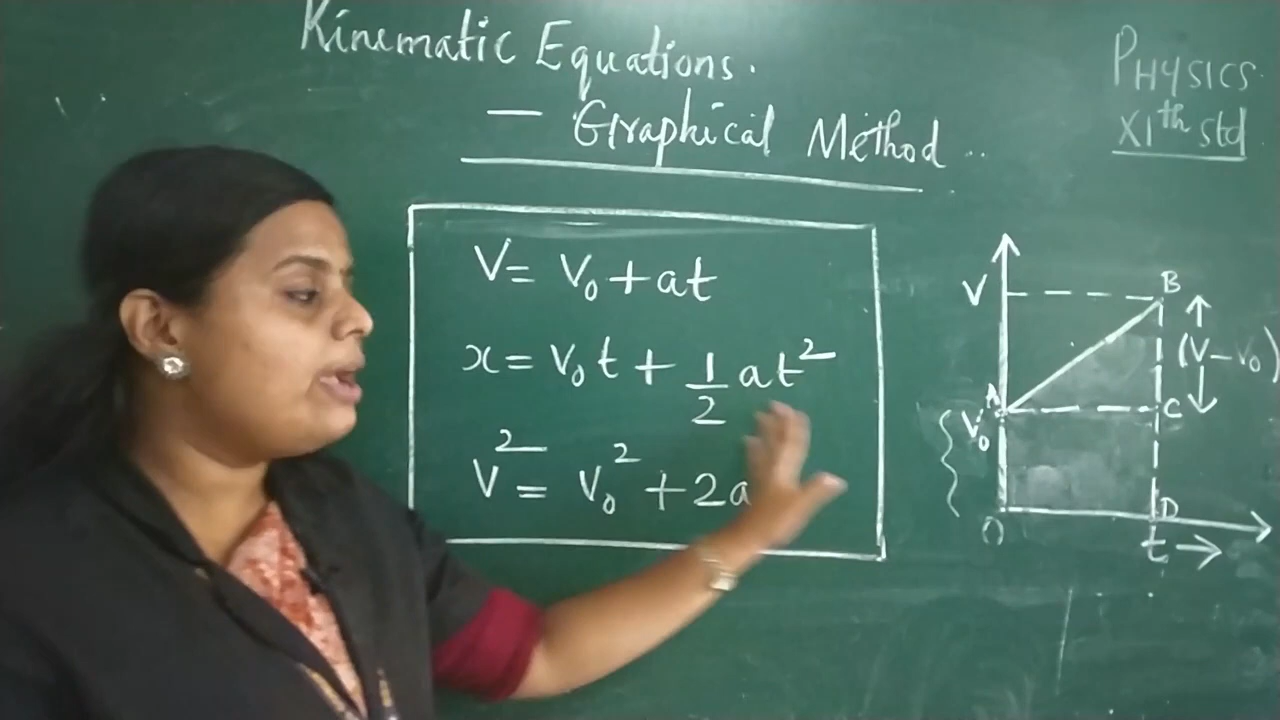 Kinematic Equations.
— Graphical Method ..
PHYSICS
XIth std
V = V₀ + at
x = V₀t + 1/2 at²
V² = V₀² + 2a
V
B
(V-V₀)
A
V₀
C
O
D
t →